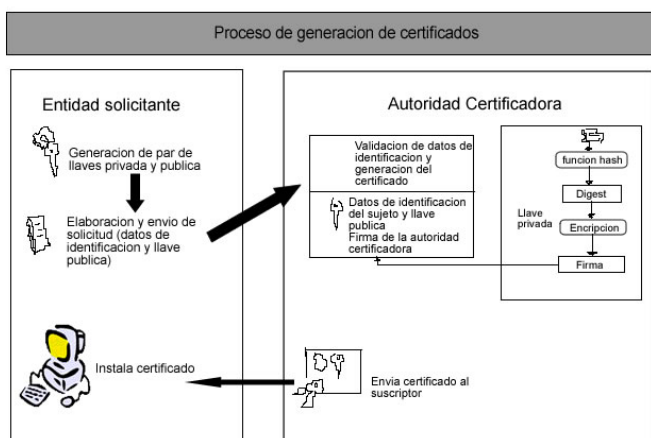 Proceso de generacion de certificados
Entidad solicitante
Generacion de par de
llaves privada y publica
Elaboracion y envio de
solicitud (datos de
identificacion y llave
publica)
Instala certificado
Autoridad Certificadora
Validacion de datos de
identificacion y
generacion del
certificado
Datos de identificacion
del sujeto y llave
publica
Firma de la autoridad
certificadora
funcion hash
Digest
Llave
privada
Encripcion
Firma
Envia certificado al
suscriptor